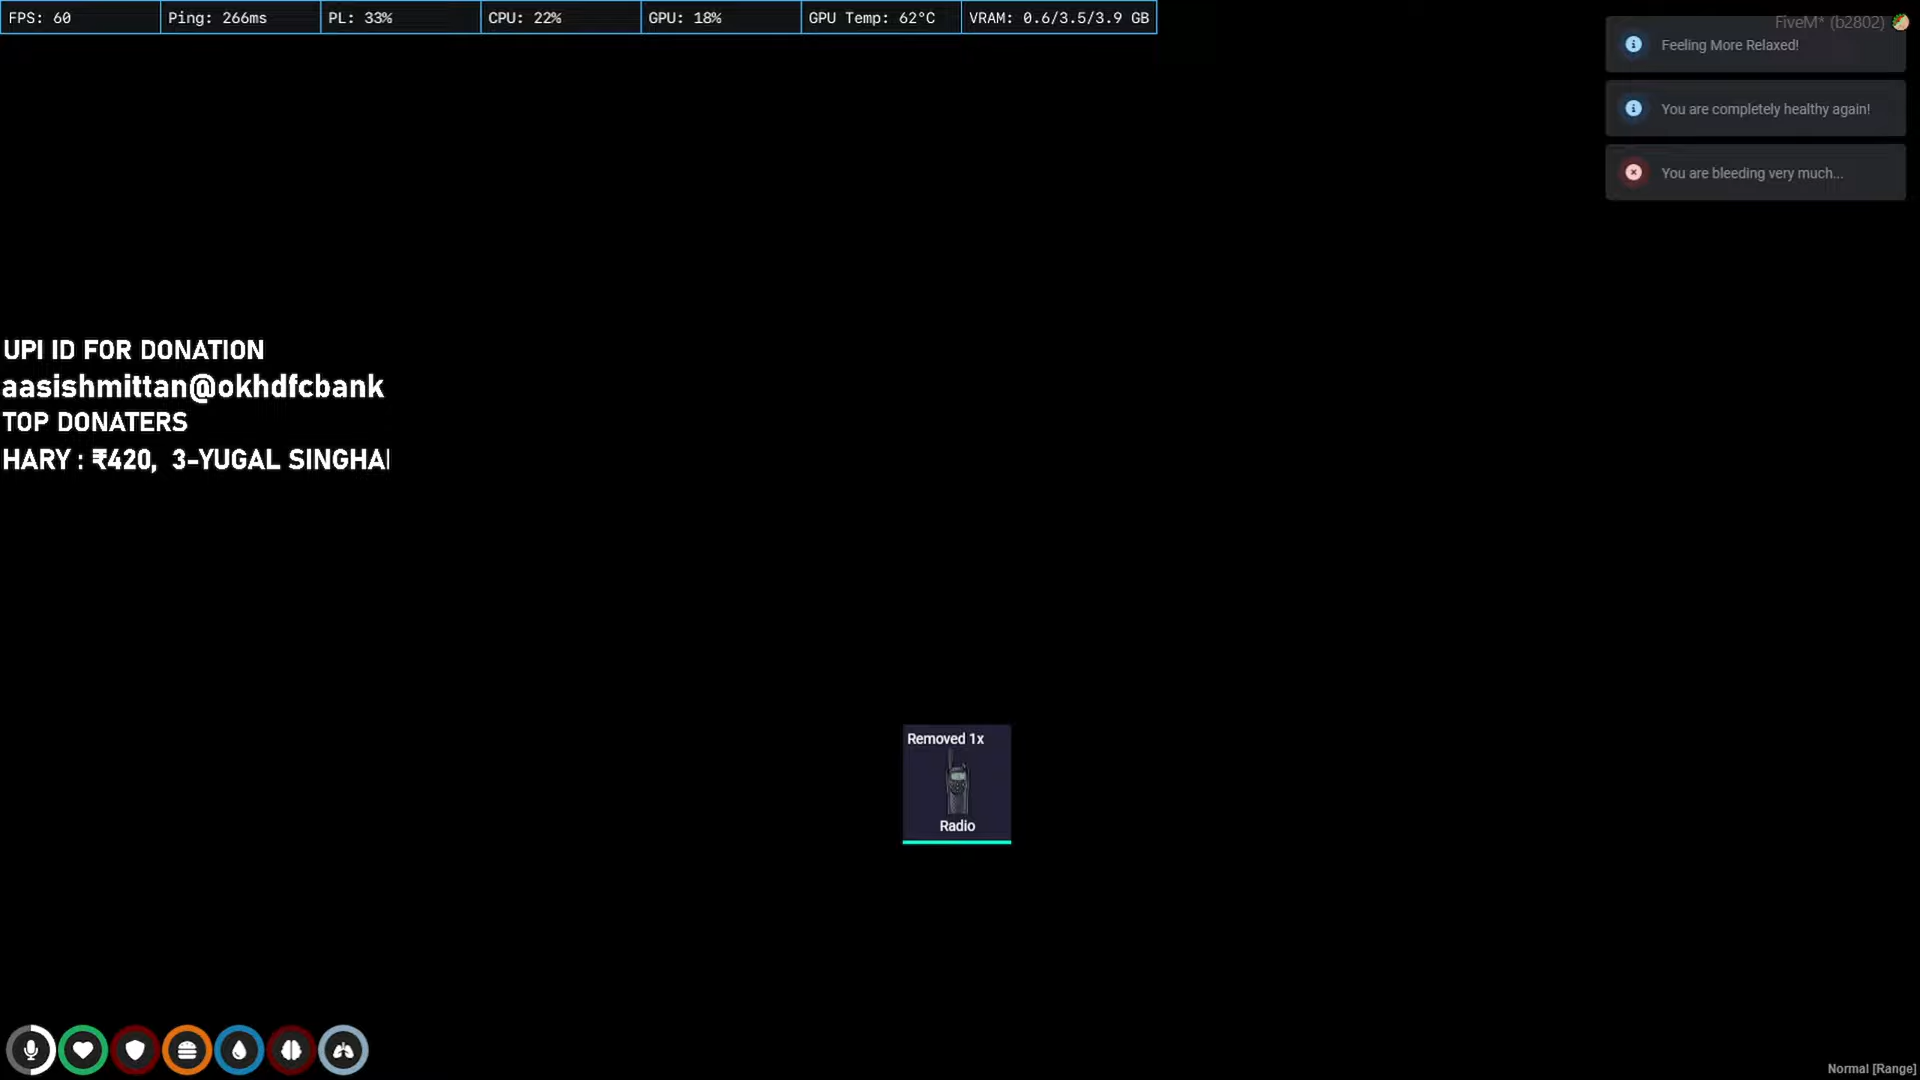 FPS: 60 Ping: 266ms PL: 33% CPU: 22% GPU: 18% GPU Temp: 62°C VRAM: 0.6/3.5/3.9 GB
FiveM* (b2802)
Feeling More Relaxed!
You are completely healthy again!
You are bleeding very much...
UPI ID FOR DONATION
aasishmittan@okhdfcbank
TOP DONATERS
HARY : ₹420, 3-YUGAL SINGHAL
Removed 1x
Radio
Normal [Range]